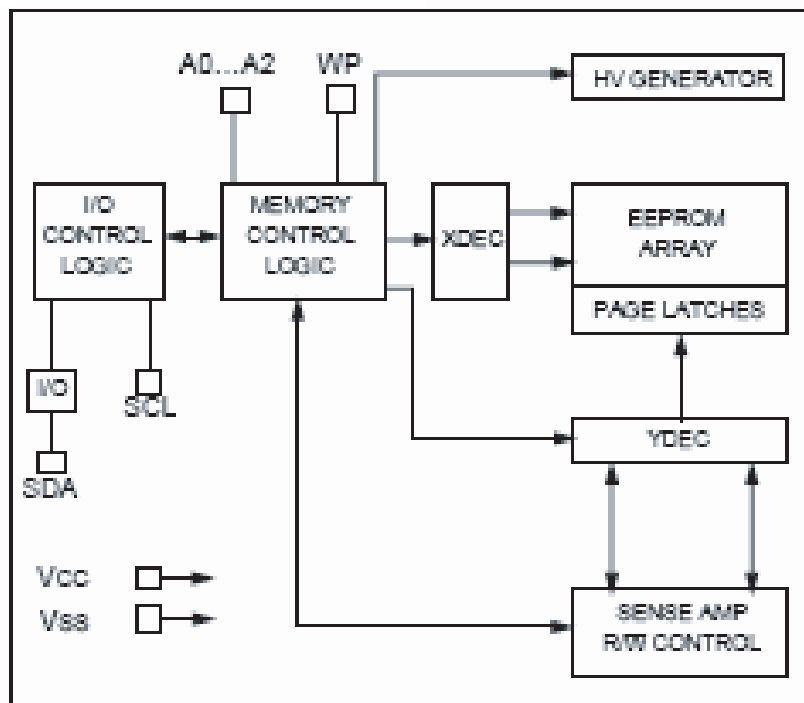 A0...A2
WP
HV GENERATOR
I/O
CONTROL
LOGIC
MEMORY
CONTROL
LOGIC
XDEC
EEPROM
ARRAY
PAGE LATCHES
I/O
SCL
SDA
YDEC
VCC
VSS
SENSE AMP
R/W̅ CONTROL